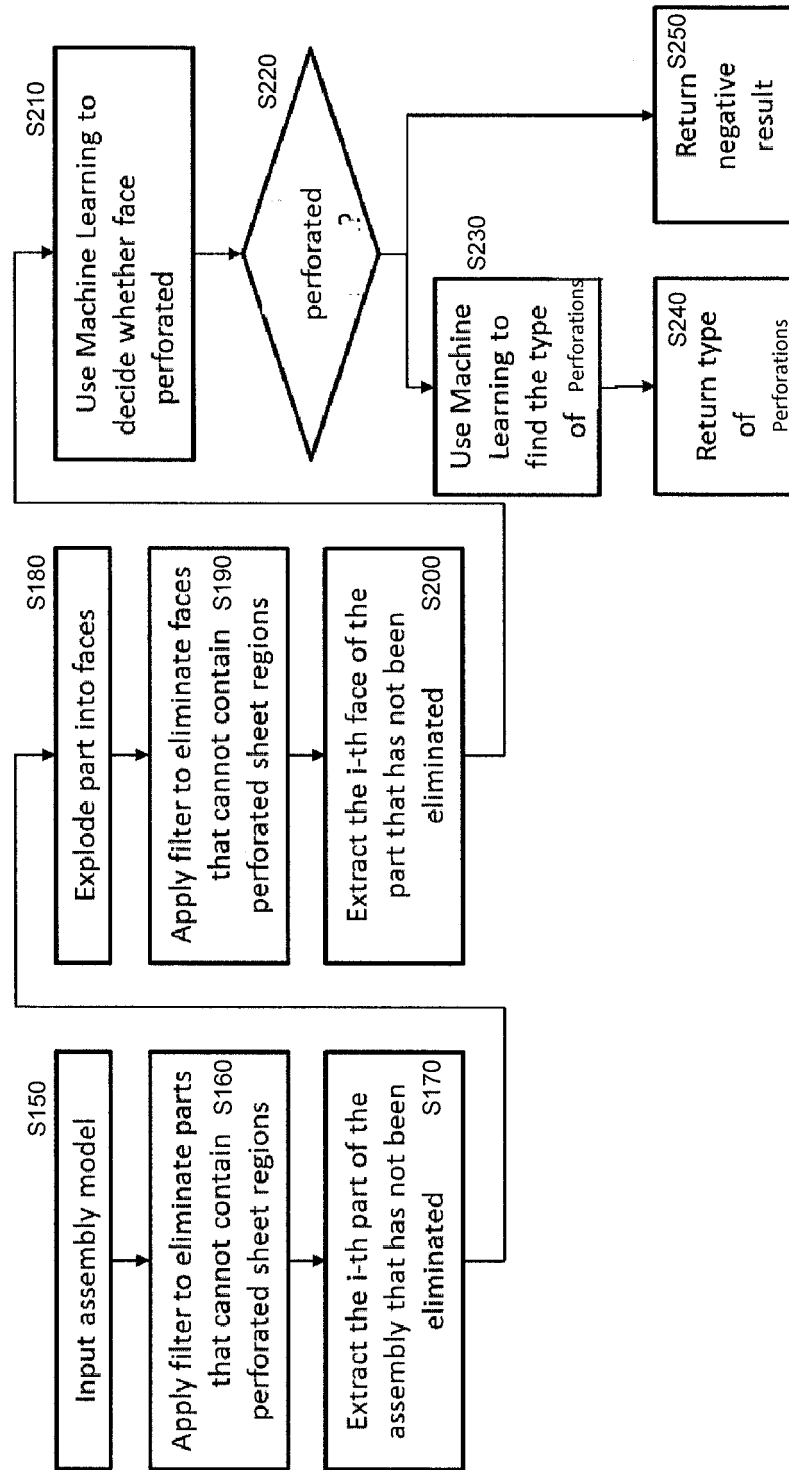 S150
Input assembly model
Apply filter to eliminate parts
that cannot contain S160
perforated sheet regions
Extract the i-th part of the
assembly that has not been
eliminated S170
S180
Explode part into faces
Apply filter to eliminate faces
that cannot contain S190
perforated sheet regions
Extract the i-th face of the
part that has not been
eliminated S200
S210
Use Machine Learning to
decide whether face
perforated
S220
perforated
?
S230
Use Machine
Learning to
find the type
of Perforations
S240
Return type
of
Perforations
Return S250
negative
result